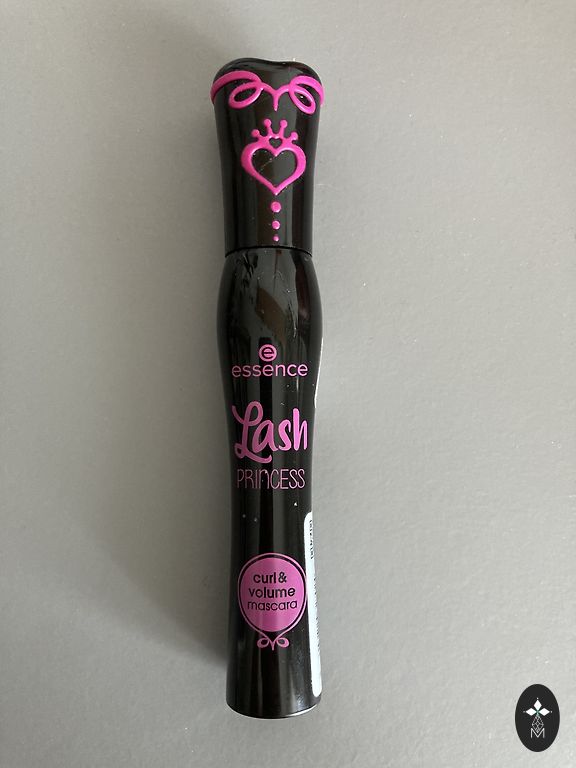 e
essence
Lash
PRINCESS
curl &
volume
mascara
M